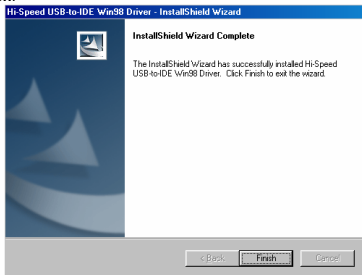 Hi-Speed USB-to-IDE Win98 Driver - InstallShield Wizard
InstallShield Wizard Complete
The InstallShield Wizard has successfully installed Hi-Speed
USB-to-IDE Win98 Driver. Click Finish to exit the wizard.
< Back
Finish
Cancel